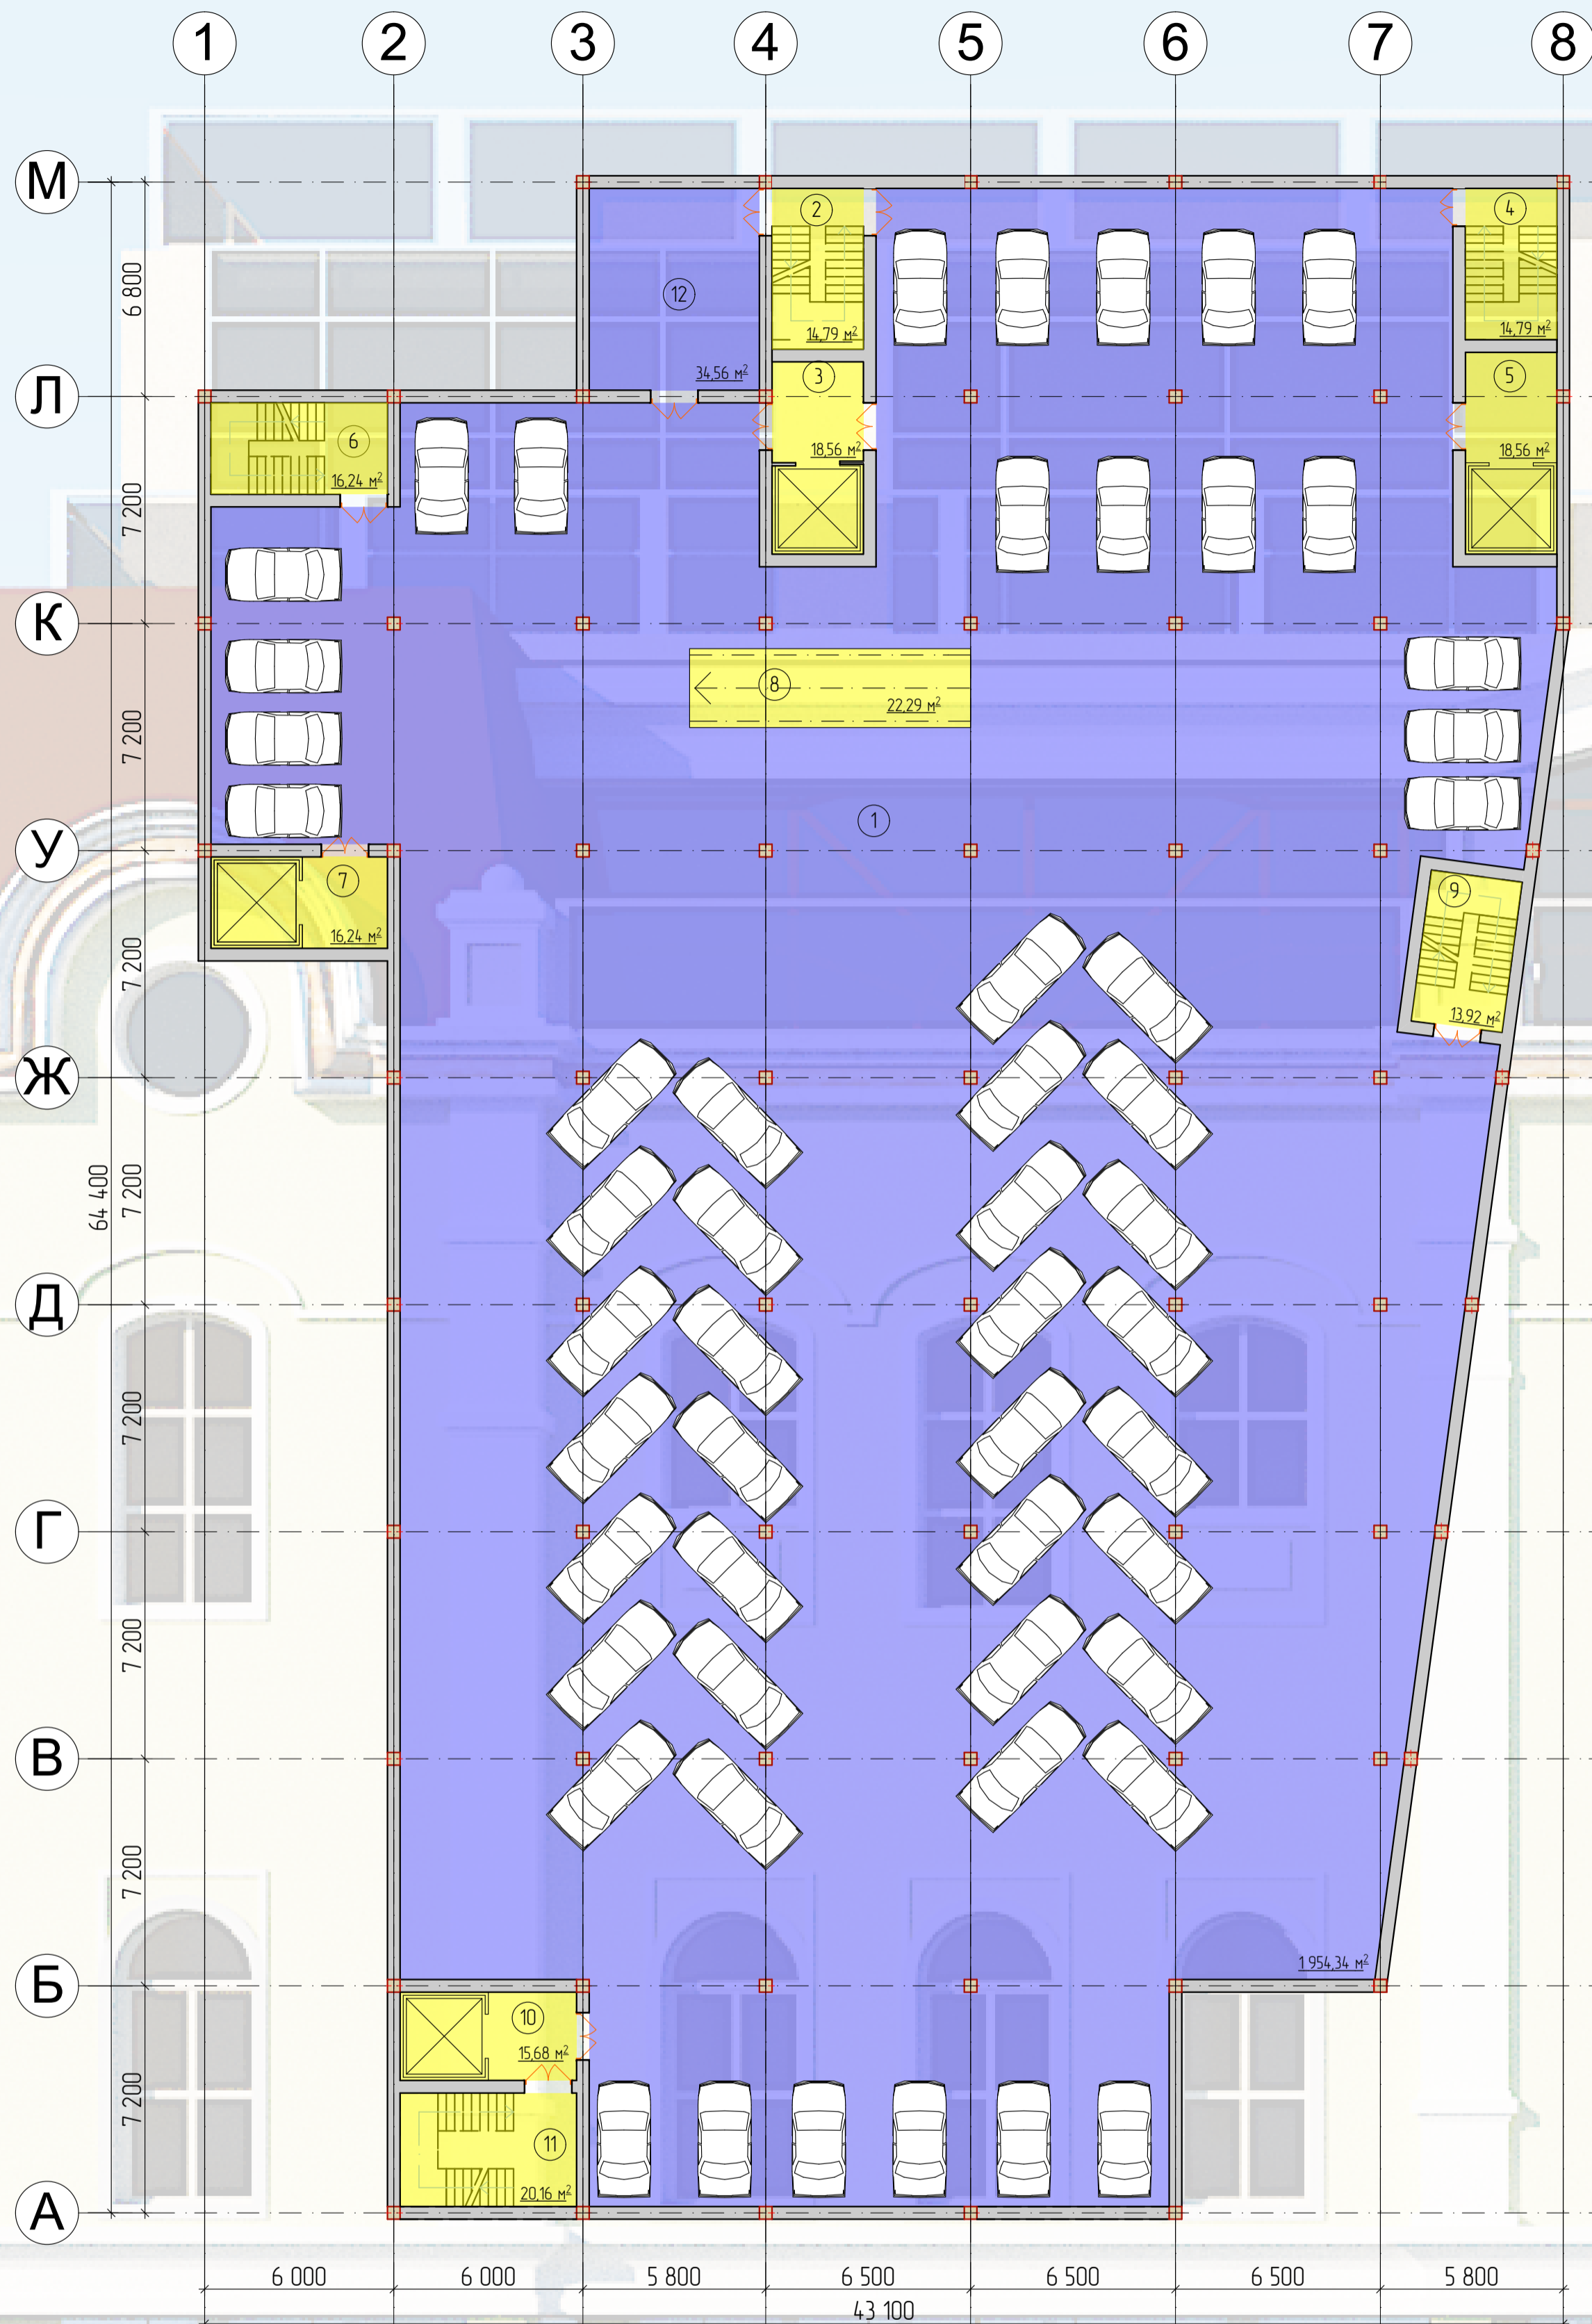 1 2 3 4 5 6 7 8
М
2
4
6 800
12
14,79 м²
14,79 м²
34,56 м²
3
5
Л
6
18,56 м²
18,56 м²
16,24 м²
7 200
К
8
22,29 м²
7 200
1
У
7
9
16,24 м²
7 200
13,92 м²
Ж
64 400
7 200
Д
7 200
Г
7 200
В
7 200
1 954,34 м²
Б
10
15,68 м²
7 200
11
20,16 м²
А
6 000 6 000 5 800 6 500 6 500 6 500 5 800
43 100